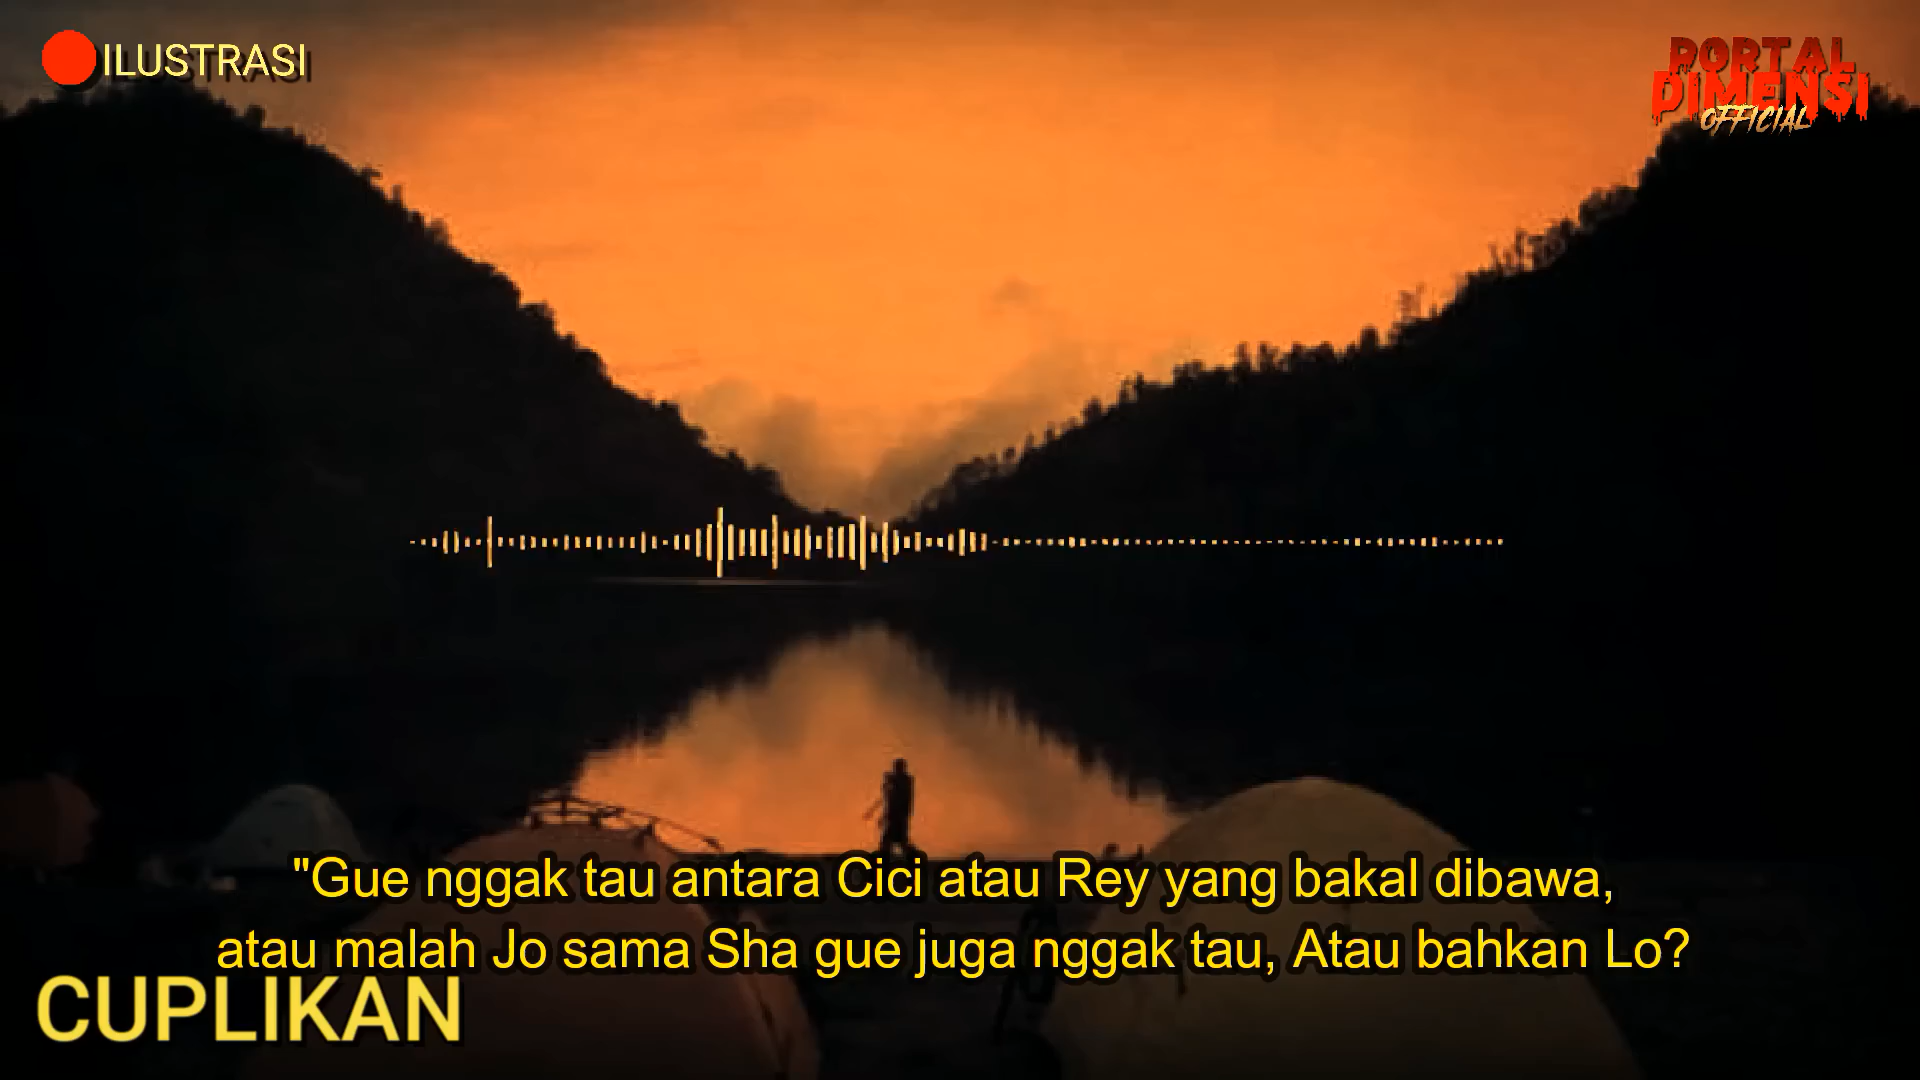 ILUSTRASI
PORTAL
DIMENSI
OFFICIAL
"Gue nggak tau antara Cici atau Rey yang bakal dibawa,
atau malah Jo sama Sha gue juga nggak tau, Atau bahkan Lo?
CUPLIKAN